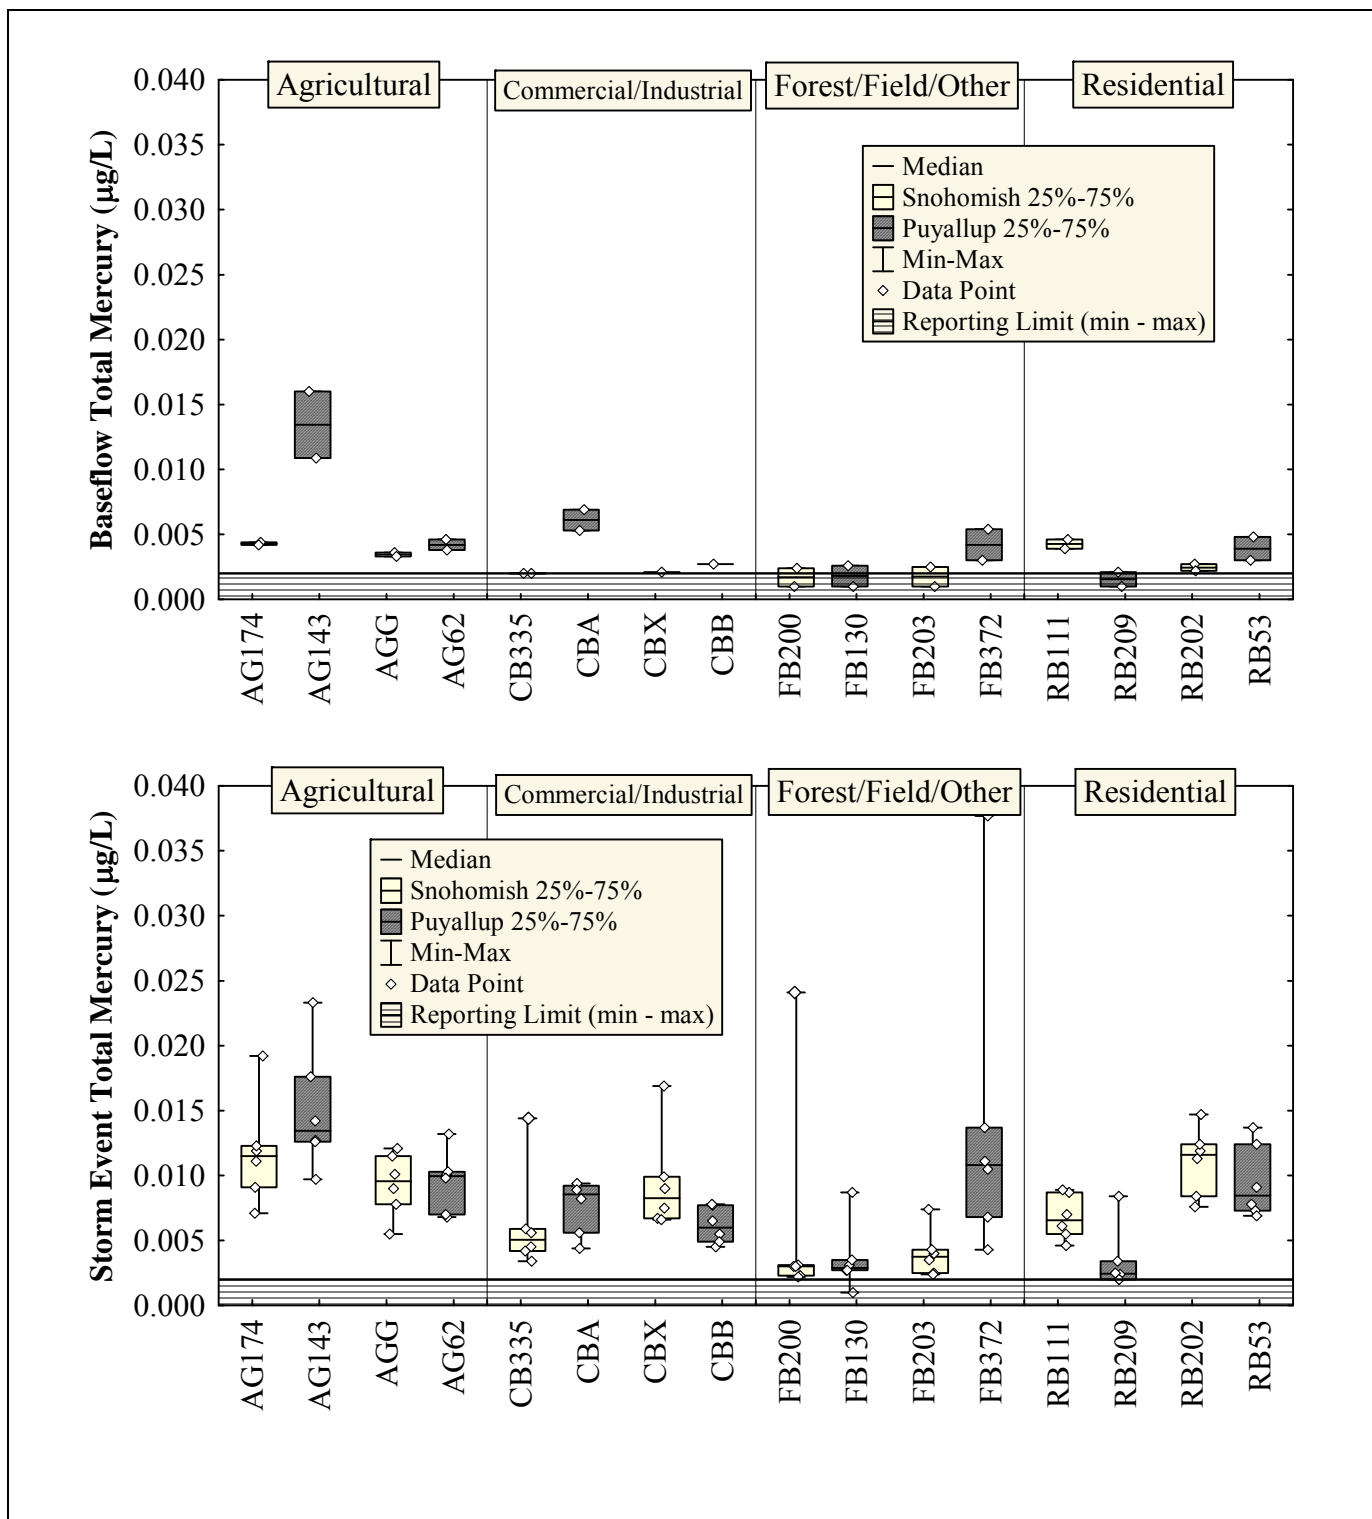 Agricultural
Commercial/Industrial
Forest/Field/Other
Residential
Baseflow Total Mercury (µg/L)
0.040
0.035
0.030
0.025
0.020
0.015
0.010
0.005
0.000
Median
Snohomish 25%-75%
Puyallup 25%-75%
Min-Max
Data Point
Reporting Limit (min - max)
AG174
AG143
AGG
AG62
CB335
CBA
CBX
CBB
FB200
FB130
FB203
FB372
RB111
RB209
RB202
RB53
Agricultural
Commercial/Industrial
Forest/Field/Other
Residential
Storm Event Total Mercury (µg/L)
0.040
0.035
0.030
0.025
0.020
0.015
0.010
0.005
0.000
Median
Snohomish 25%-75%
Puyallup 25%-75%
Min-Max
Data Point
Reporting Limit (min - max)
AG174
AG143
AGG
AG62
CB335
CBA
CBX
CBB
FB200
FB130
FB203
FB372
RB111
RB209
RB202
RB53